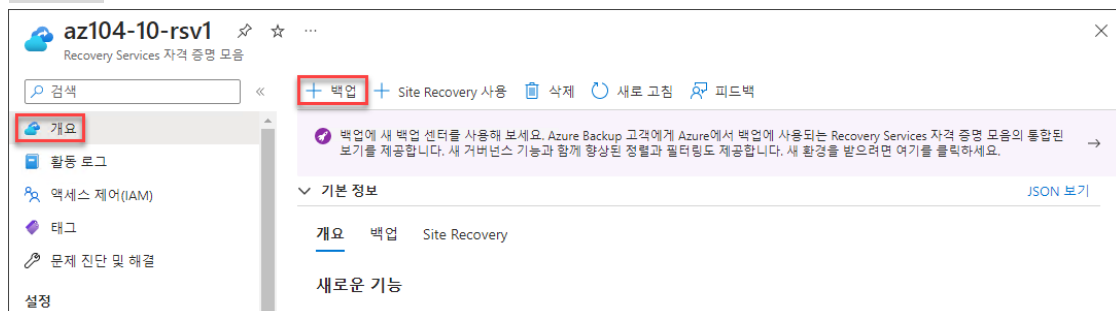 az104-10-rsv1
Recovery Services 자격 증명 모음
검색
개요
활동 로그
액세스 제어(IAM)
태그
문제 진단 및 해결
설정
백업
Site Recovery 사용
삭제
새로 고침
피드백
백업에 새 백업 센터를 사용해 보세요. Azure Backup 고객에게 Azure에서 백업에 사용되는 Recovery Services 자격 증명 모음의 통합된
보기를 제공합니다. 새 거버넌스 기능과 함께 향상된 정렬과 필터링도 제공합니다. 새 환경을 받으려면 여기를 클릭하세요.
기본 정보
JSON 보기
개요 백업 Site Recovery
새로운 기능